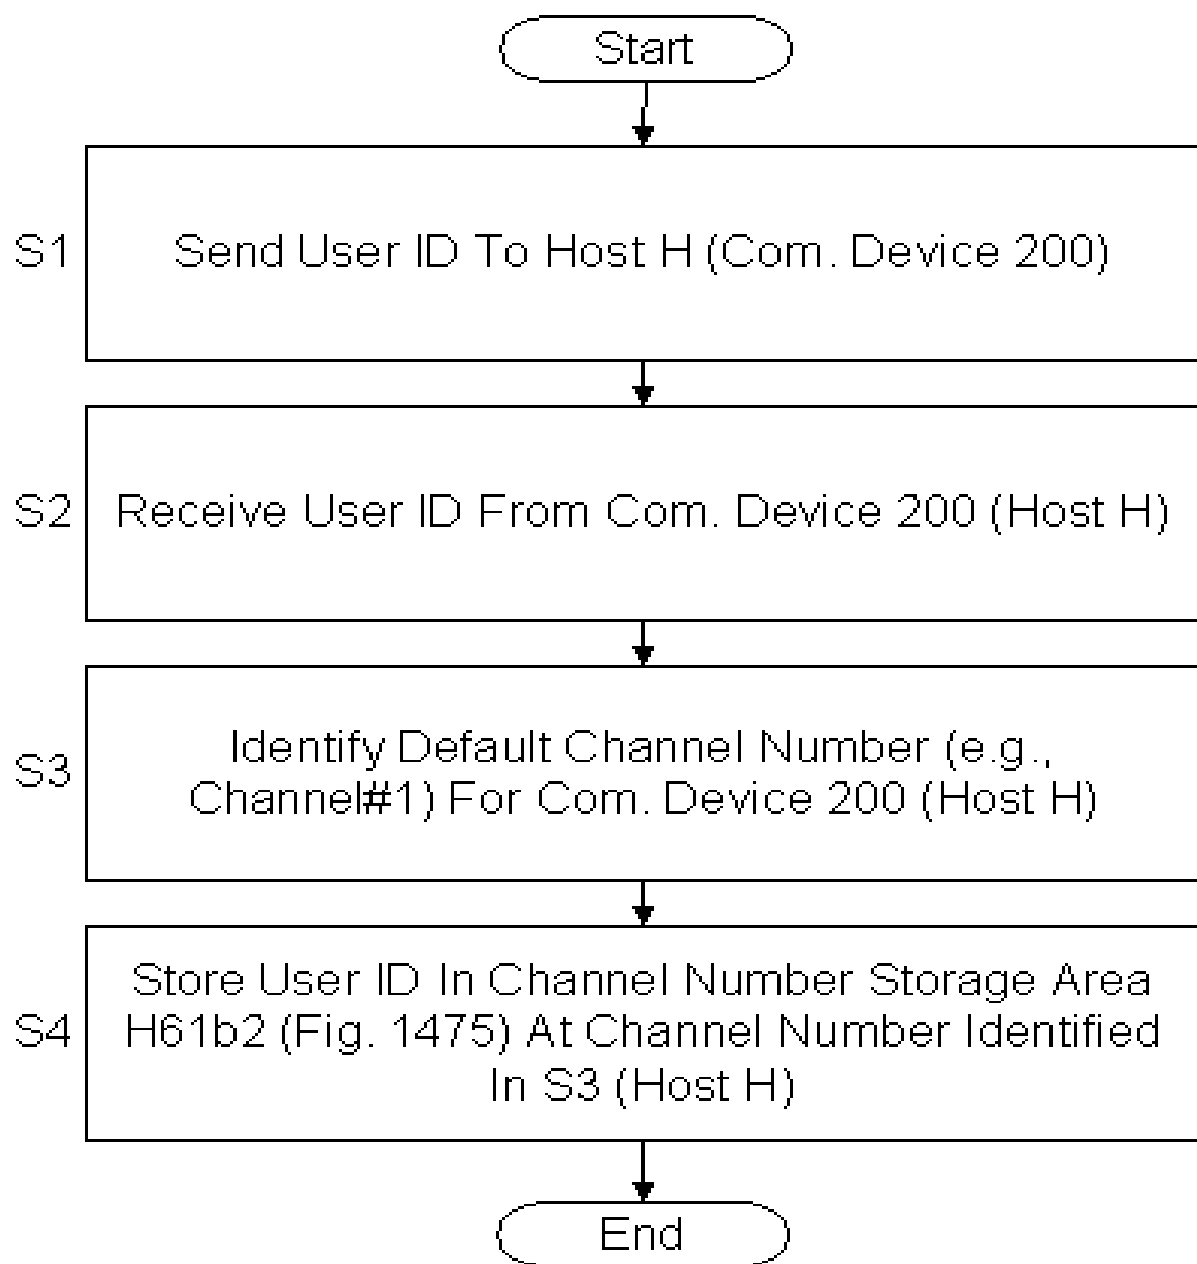 Start
S1
Send User ID To Host H (Com. Device 200)
S2
Receive User ID From Com. Device 200 (Host H)
S3
Identify Default Channel Number (e.g.,
Channel#1) For Com. Device 200 (Host H)
S4
Store User ID In Channel Number Storage Area
H61b2 (Fig. 1475) At Channel Number Identified
In S3 (Host H)
End